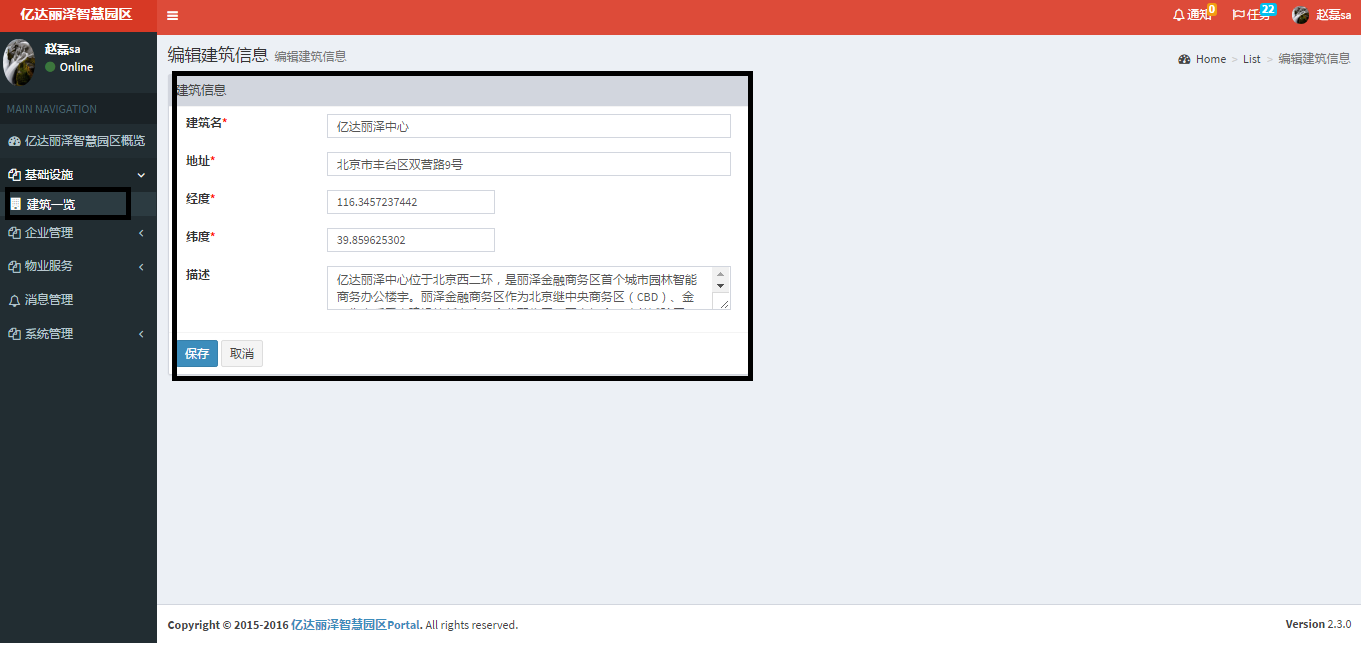 亿达丽泽智慧园区
通知 0
任务 22
赵磊sa
赵磊sa
Online
MAIN NAVIGATION
亿达丽泽智慧园区概览
基础设施
建筑一览
企业管理
物业服务
消息管理
系统管理
编辑建筑信息 编辑建筑信息
Home > List > 编辑建筑信息
建筑信息
建筑名*
亿达丽泽中心
地址*
北京市丰台区双营路9号
经度*
116.3457237442
纬度*
39.859625302
描述
亿达丽泽中心位于北京西二环，是丽泽金融商务区首个城市园林智能
商务办公楼宇。丽泽金融商务区作为北京继中央商务区（CBD）、金
保存 取消
Copyright © 2015-2016 亿达丽泽智慧园区Portal. All rights reserved.
Version 2.3.0